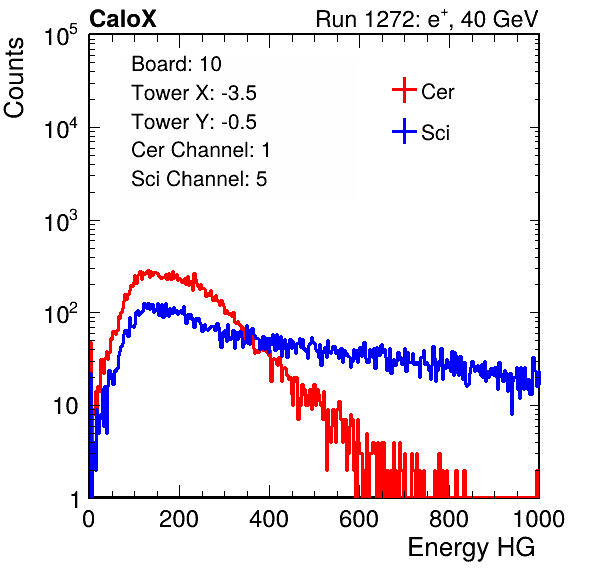 CaloX Run 1272: e⁺, 40 GeV
Counts
10⁵
10⁴
10³
10²
10
1
Board: 10
Tower X: -3.5
Tower Y: -0.5
Cer Channel: 1
Sci Channel: 5
Cer
Sci
0 200 400 600 800 1000
Energy HG